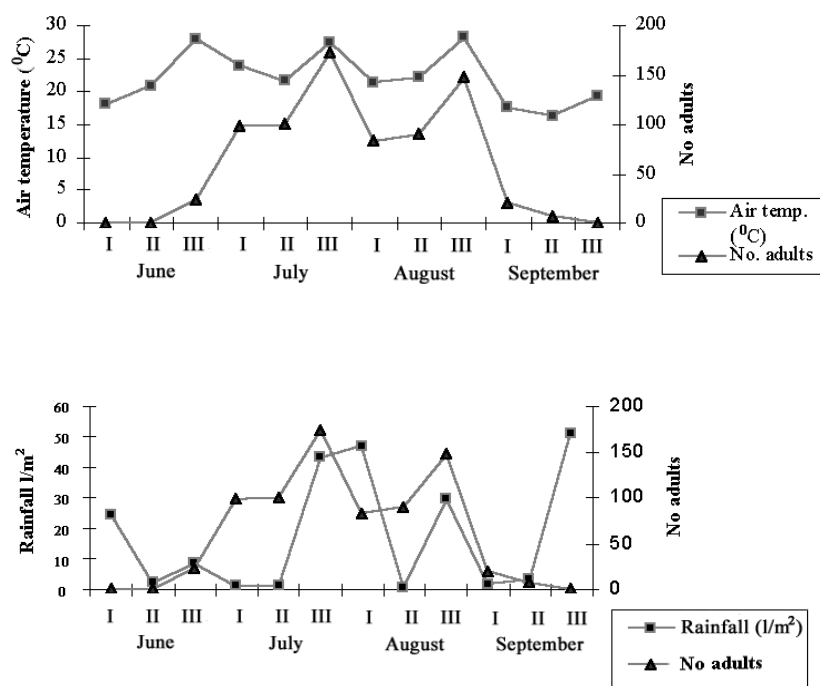 Air temperature (⁰C)
30
25
20
15
10
5
0
200
150
100
50
0
No adults
I II III I II III I II III I II III
June July August September
Air temp.
(⁰C)
No. adults
Rainfall l/m²
60
50
40
30
20
10
0
200
150
100
50
0
No adults
I II III I II III I II III I II III
June July August September
Rainfall (l/m²)
No adults